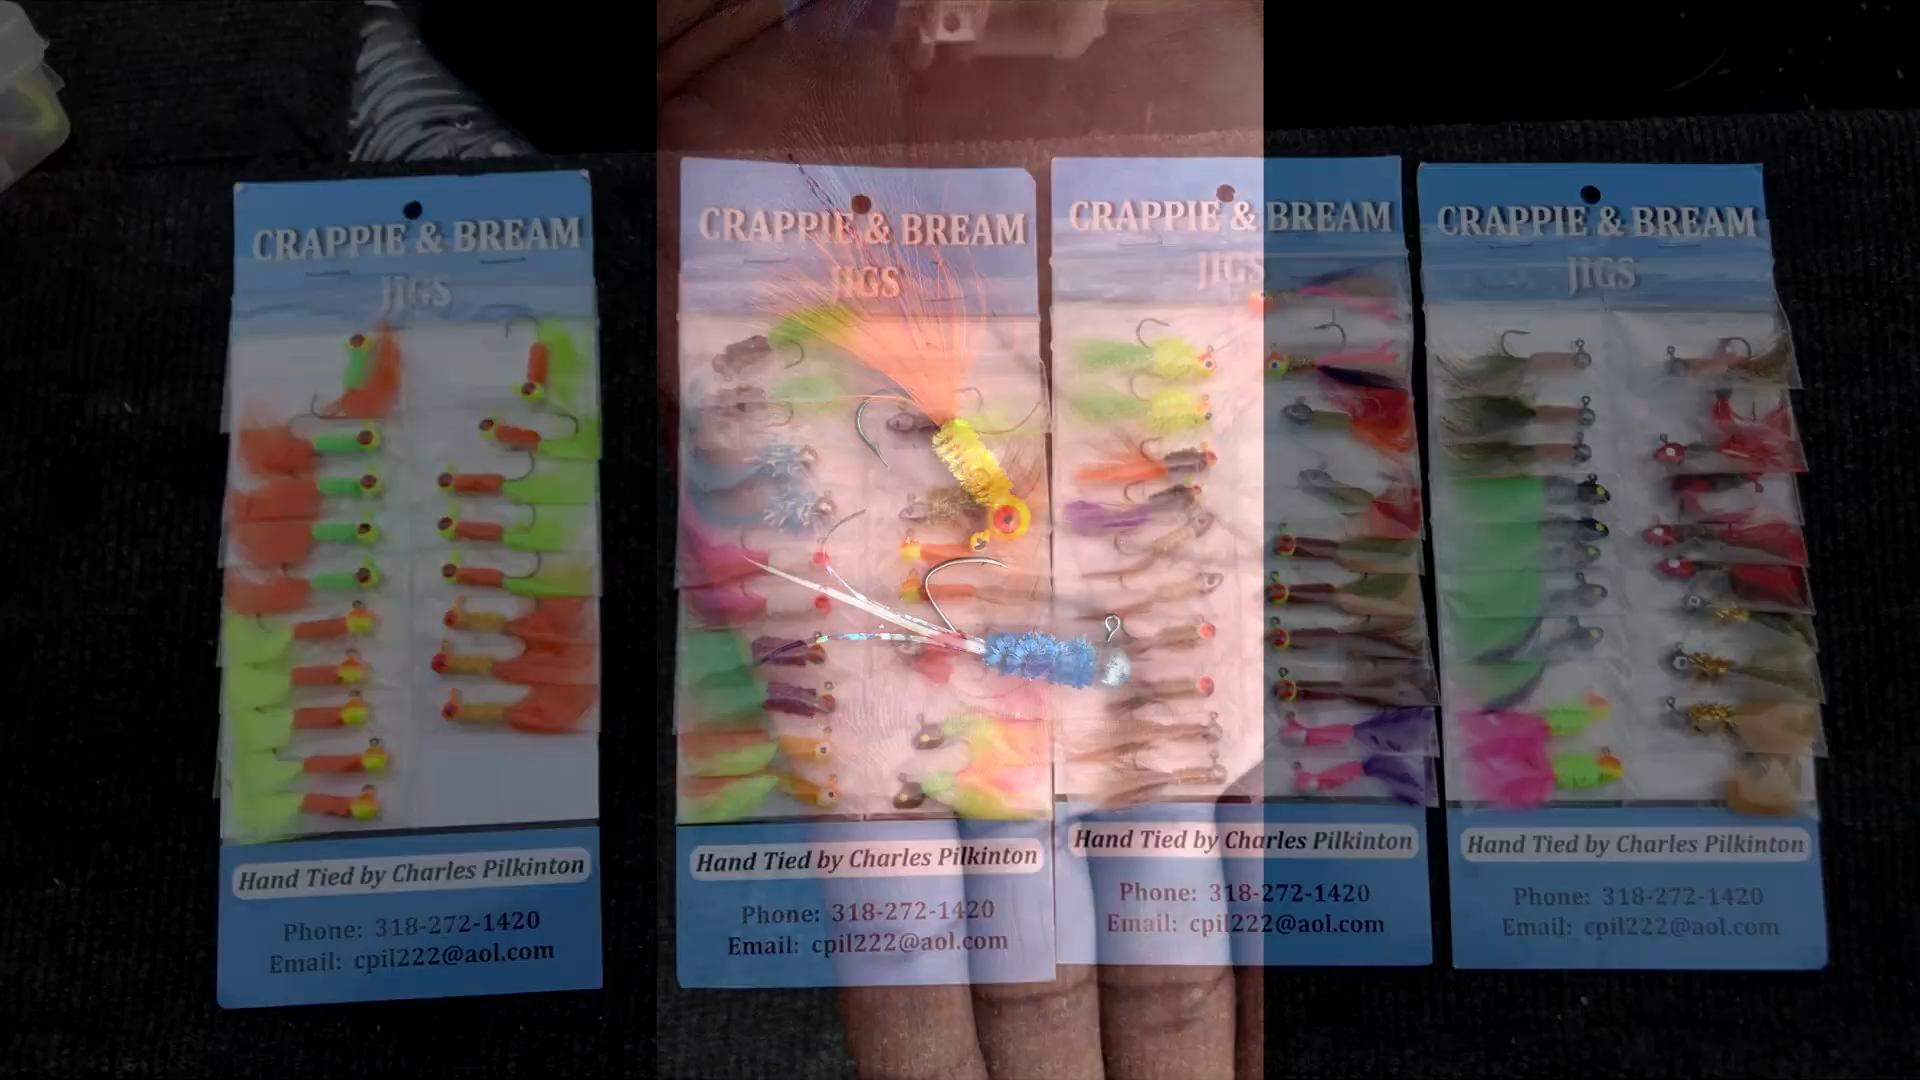 CRAPPIE & BREAM
JIGS
Hand Tied by Charles Pilkinton
Phone: 318-272-1420
Email: cpil222@aol.com
CRAPPIE & BREAM
JIGS
Hand Tied by Charles Pilkinton
Phone: 318-272-1420
Email: cpil222@aol.com
CRAPPIE & BREAM
JIGS
Hand Tied by Charles Pilkinton
Phone: 318-272-1420
Email: cpil222@aol.com
CRAPPIE & BREAM
JIGS
Hand Tied by Charles Pilkinton
Phone: 318-272-1420
Email: cpil222@aol.com